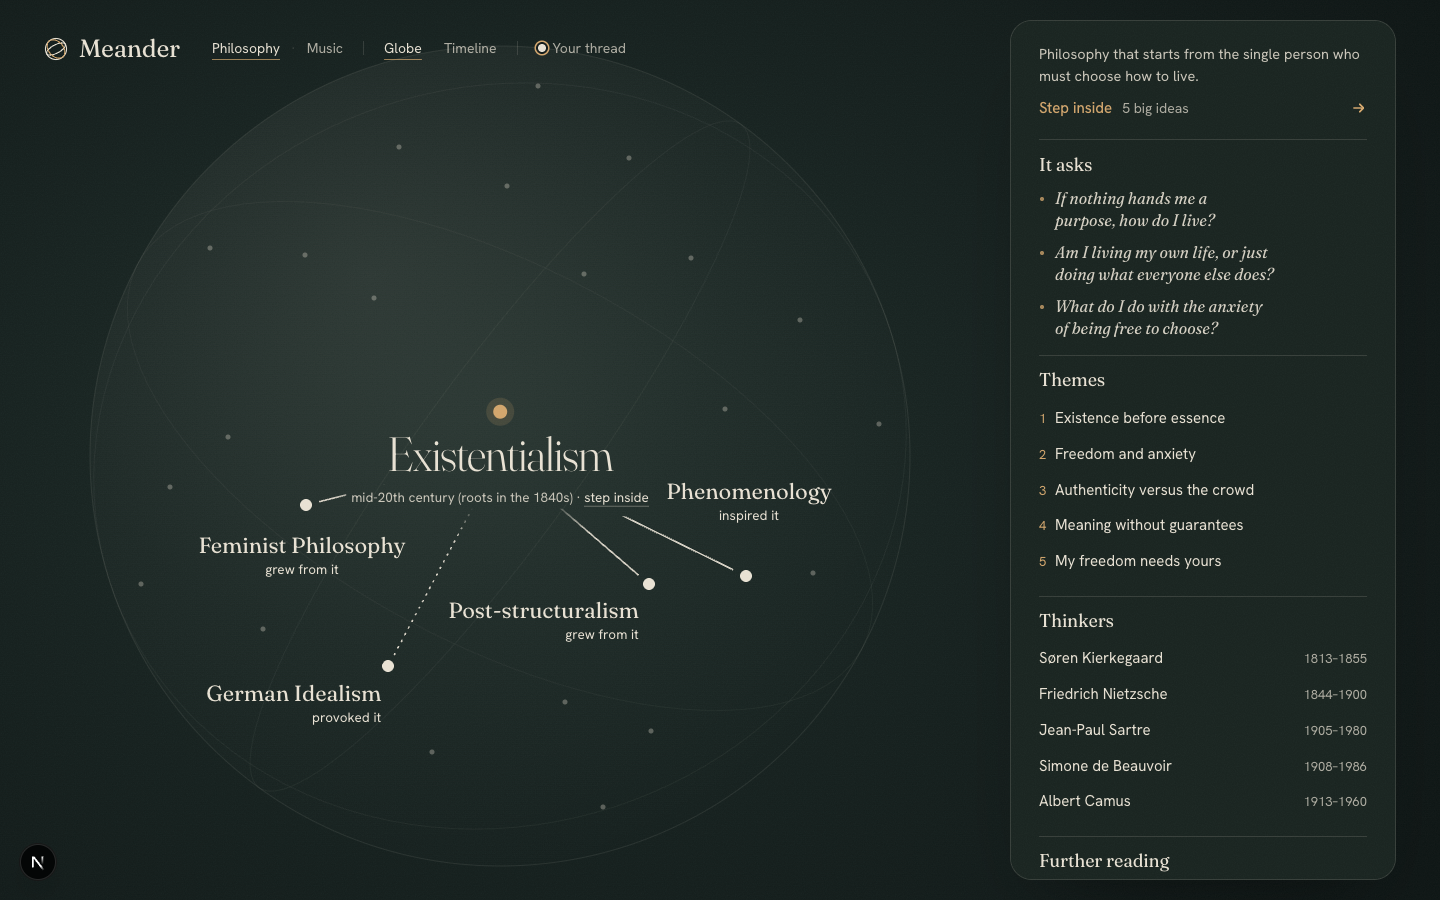 Meander
Philosophy · Music
Globe Timeline
Your thread
Existentialism
mid-20th century (roots in the 1840s) · step inside
Phenomenology
inspired it
Feminist Philosophy
grew from it
Post-structuralism
grew from it
German Idealism
provoked it
N
Philosophy that starts from the single person who
must choose how to live.
Step inside 5 big ideas →
It asks
• If nothing hands me a
purpose, how do I live?
• Am I living my own life, or just
doing what everyone else does?
• What do I do with the anxiety
of being free to choose?
Themes
1 Existence before essence
2 Freedom and anxiety
3 Authenticity versus the crowd
4 Meaning without guarantees
5 My freedom needs yours
Thinkers
Søren Kierkegaard 1813–1855
Friedrich Nietzsche 1844–1900
Jean-Paul Sartre 1905–1980
Simone de Beauvoir 1908–1986
Albert Camus 1913–1960
Further reading